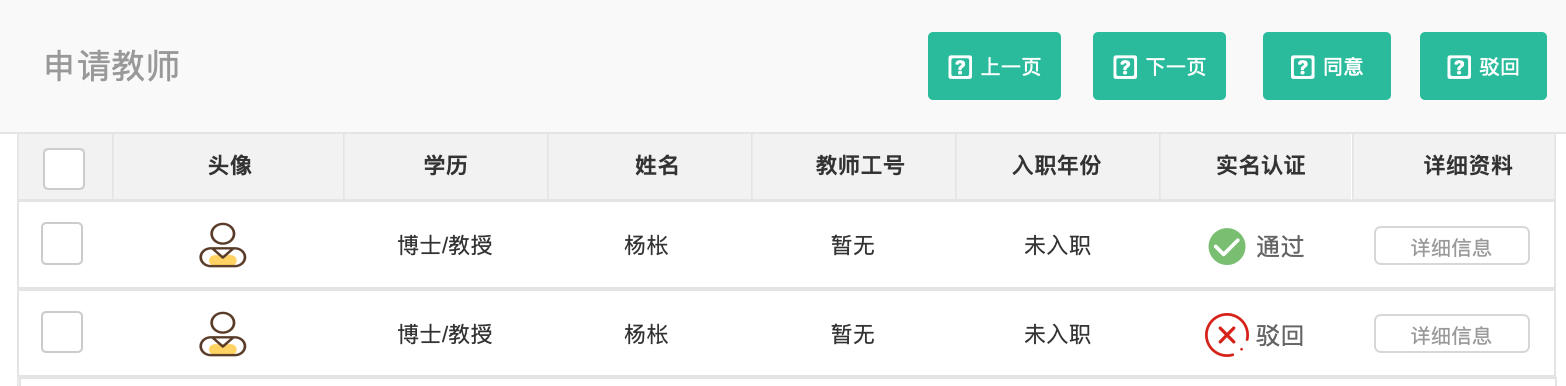 申请教师
上一页 下一页 同意 驳回
头像 学历 姓名 教师工号 入职年份 实名认证 详细资料
博士/教授 杨枨 暂无 未入职 通过 详细信息
博士/教授 杨枨 暂无 未入职 驳回 详细信息